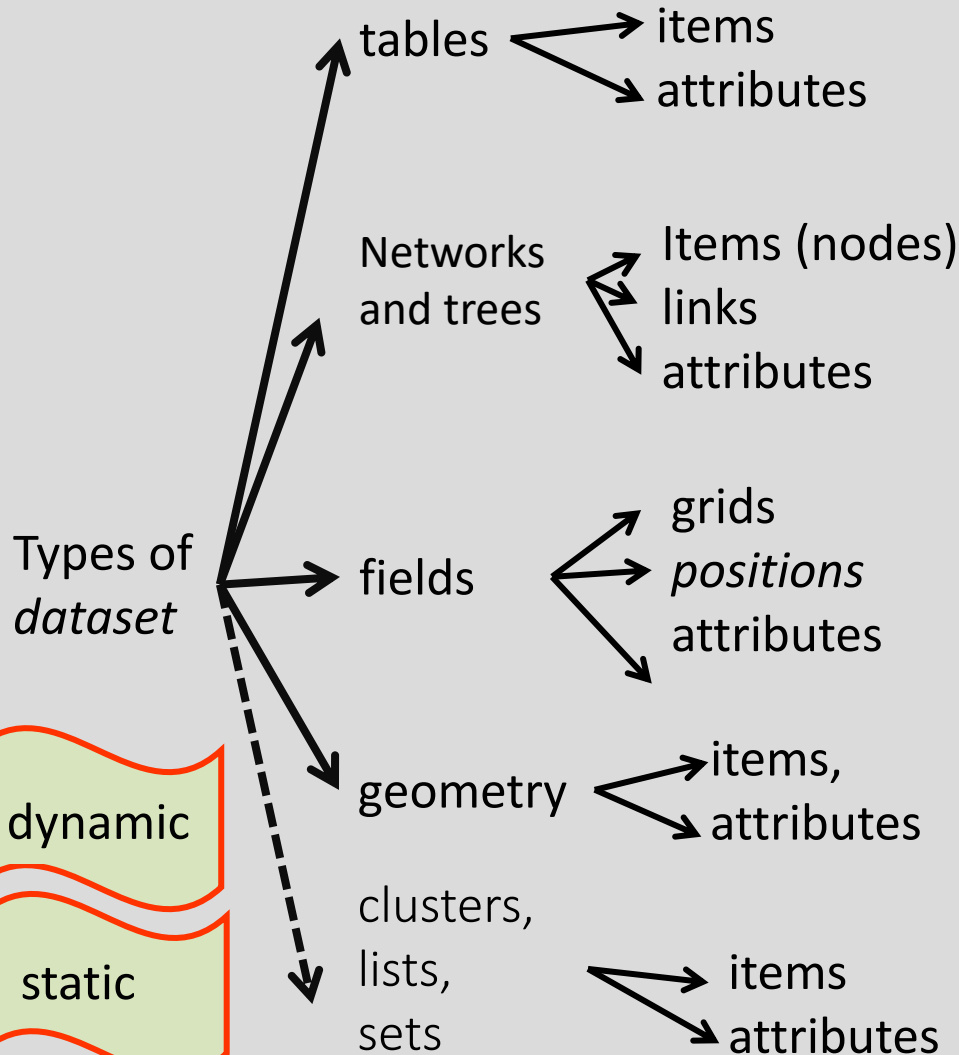 tables
items
attributes
Networks
and trees
Items (nodes)
links
attributes
Types of
dataset
fields
grids
positions
attributes
geometry
items,
attributes
dynamic
static
clusters,
lists,
sets
items
attributes